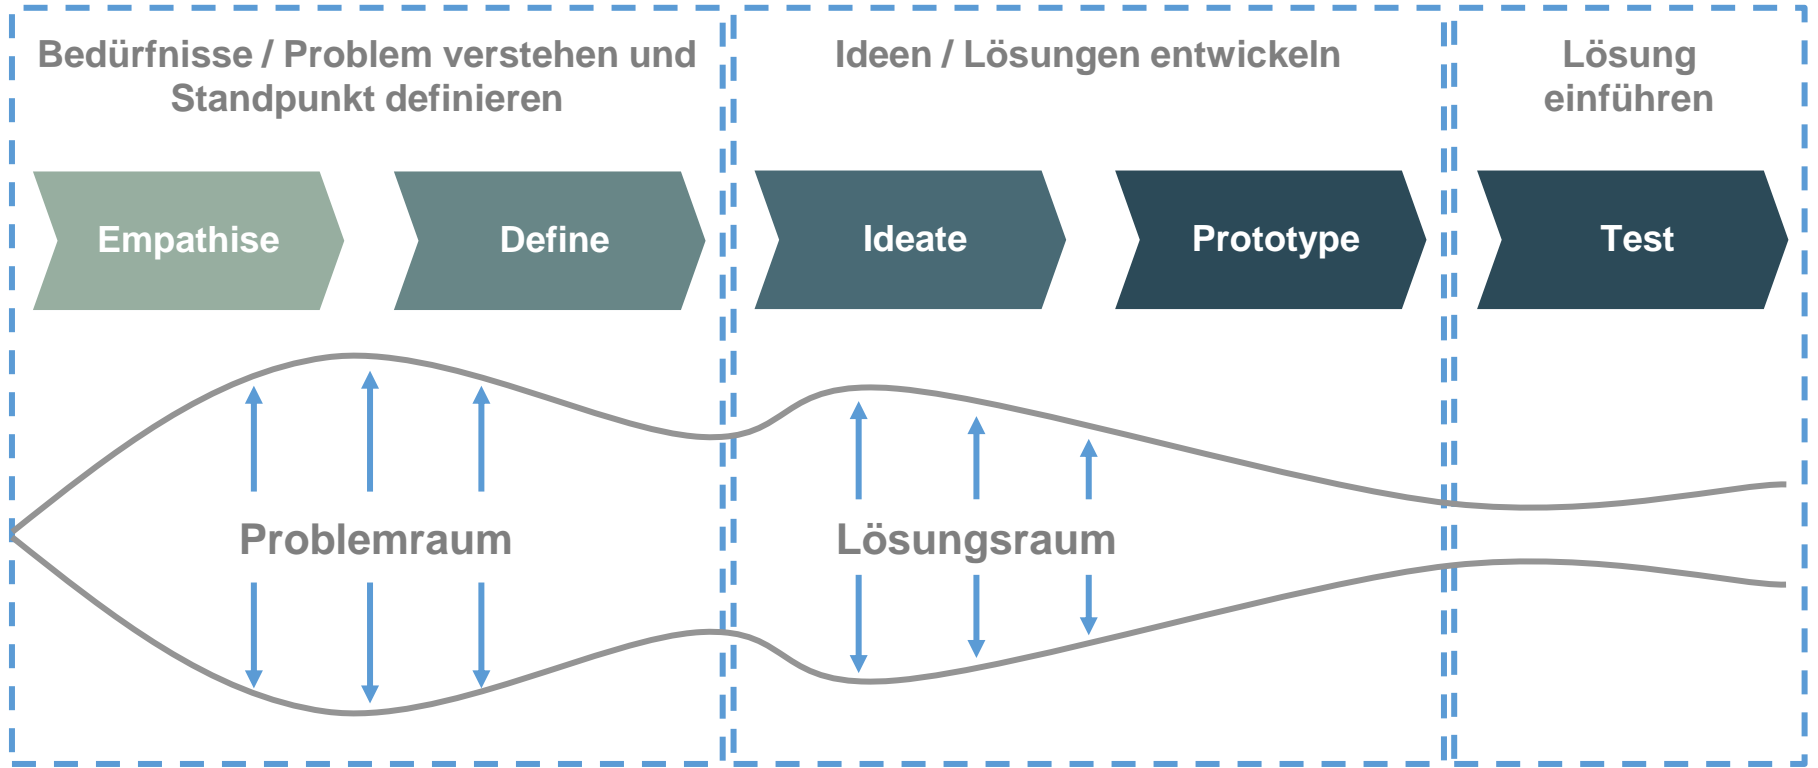 Bedürfnisse / Problem verstehen und
Standpunkt definieren
Ideen / Lösungen entwickeln
Lösung
einführen
Empathise
Define
Ideate
Prototype
Test
Problemraum
Lösungsraum